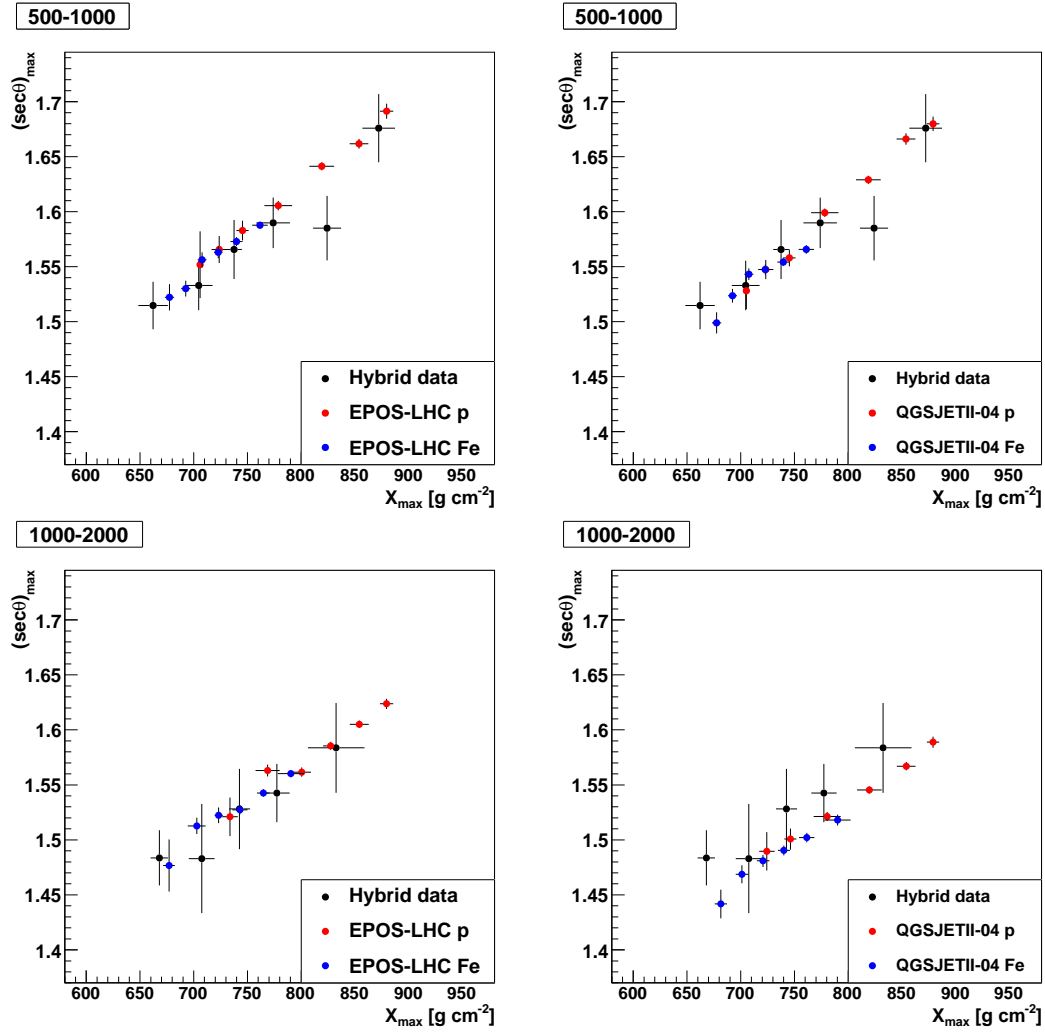 500-1000
(secθ)max
1.7
1.65
1.6
1.55
1.5
1.45
1.4
Hybrid data
EPOS-LHC p
EPOS-LHC Fe
600 650 700 750 800 850 900 950
Xmax [g cm-2]
500-1000
(secθ)max
1.7
1.65
1.6
1.55
1.5
1.45
1.4
Hybrid data
QGSJETII-04 p
QGSJETII-04 Fe
600 650 700 750 800 850 900 950
Xmax [g cm-2]
1000-2000
(secθ)max
1.7
1.65
1.6
1.55
1.5
1.45
1.4
Hybrid data
EPOS-LHC p
EPOS-LHC Fe
600 650 700 750 800 850 900 950
Xmax [g cm-2]
1000-2000
(secθ)max
1.7
1.65
1.6
1.55
1.5
1.45
1.4
Hybrid data
QGSJETII-04 p
QGSJETII-04 Fe
600 650 700 750 800 850 900 950
Xmax [g cm-2]